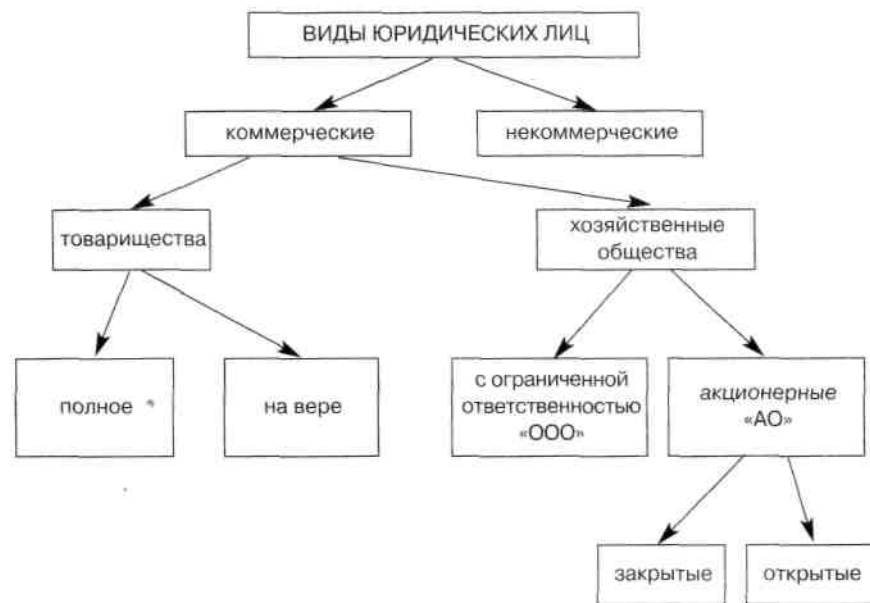 ВИДЫ ЮРИДИЧЕСКИХ ЛИЦ
коммерческие
некоммерческие
товарищества
хозяйственные
общества
полное
на вере
с ограниченной
ответственностью
«ООО»
акционерные
«АО»
закрытые
открытые